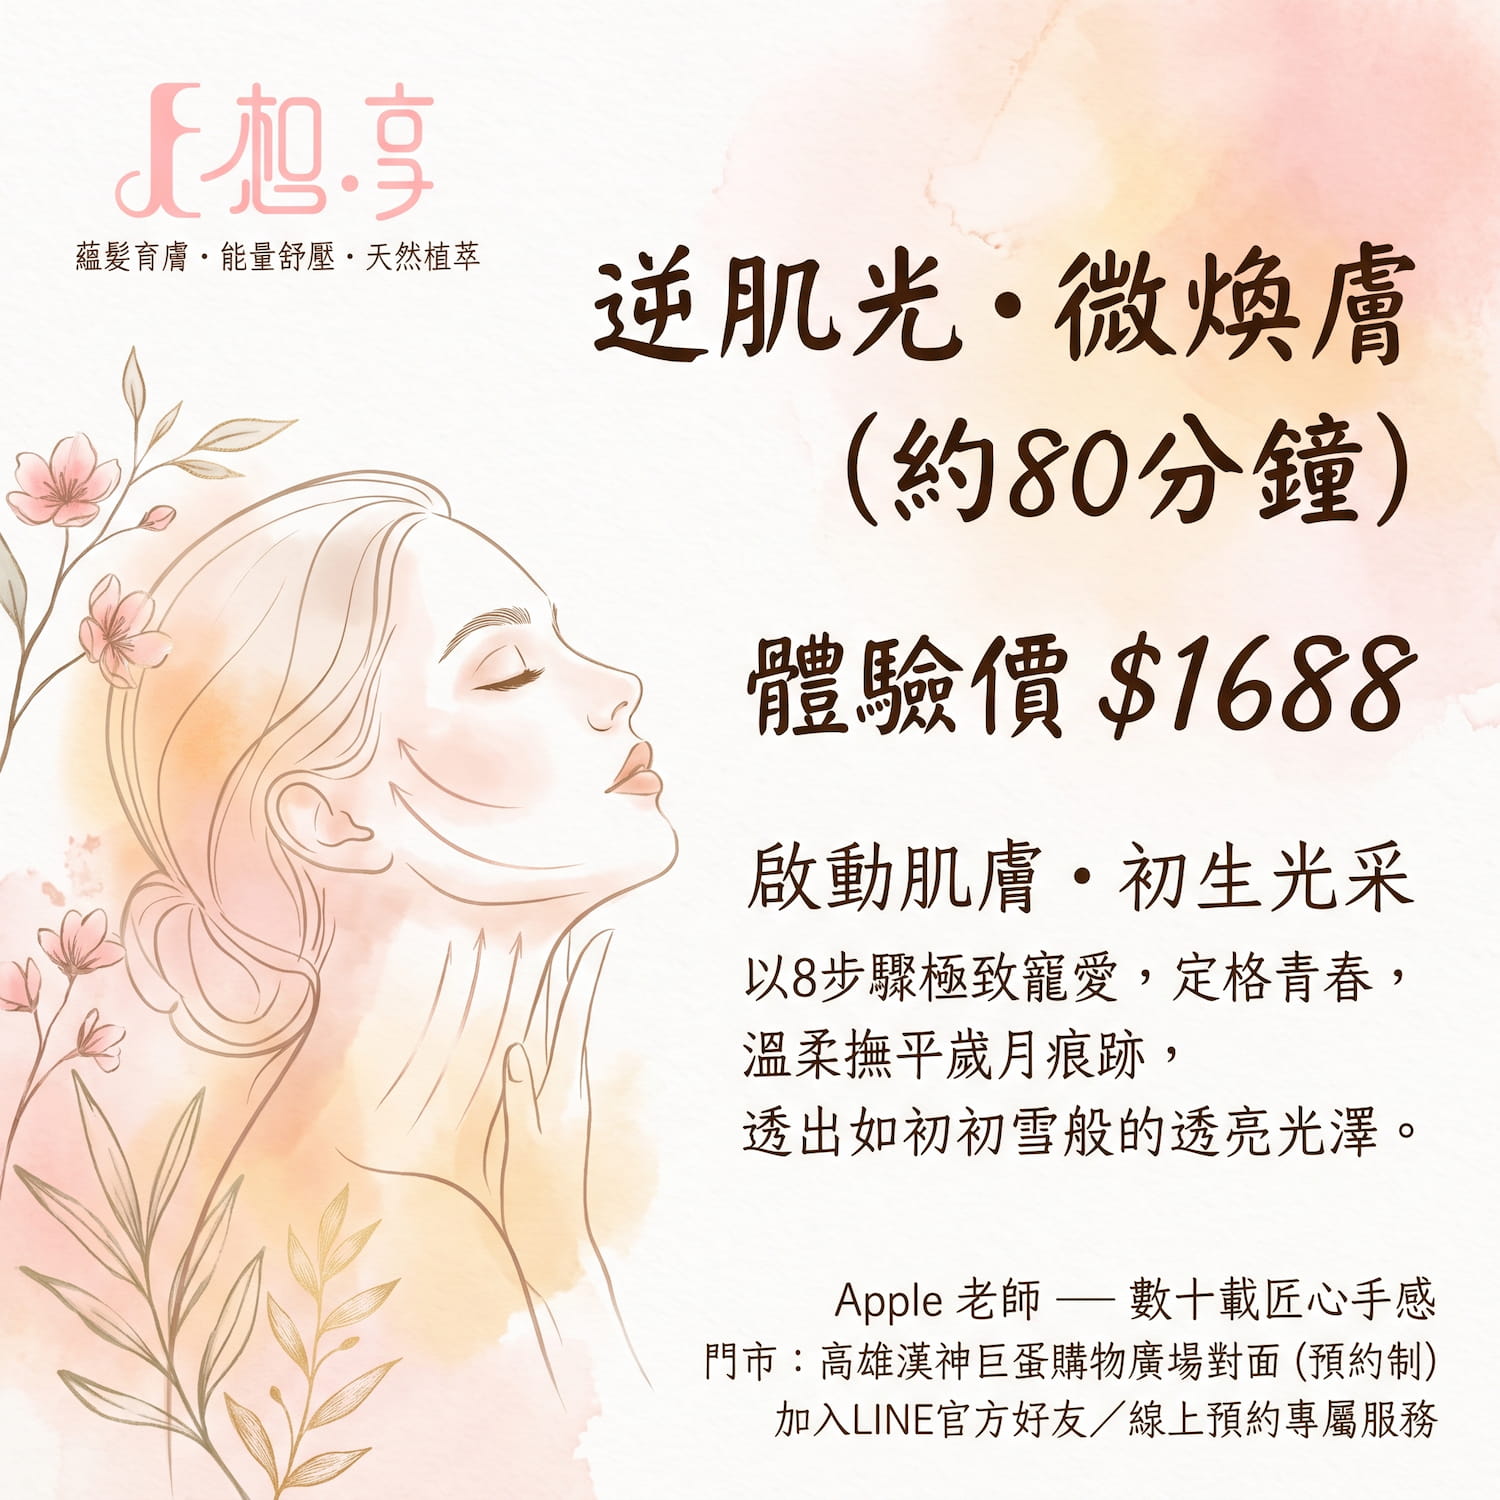 想・享
蘊髮育膚・能量舒壓・天然植萃
逆肌光・微煥膚
(約80分鐘)
體驗價 $1688
啟動肌膚・初生光采
以8步驟極致寵愛，定格青春，
溫柔撫平歲月痕跡，
透出如初初雪般的透亮光澤。
Apple 老師 — 數十載匠心手感
門市：高雄漢神巨蛋購物廣場對面 (預約制)
加入LINE官方好友／線上預約專屬服務